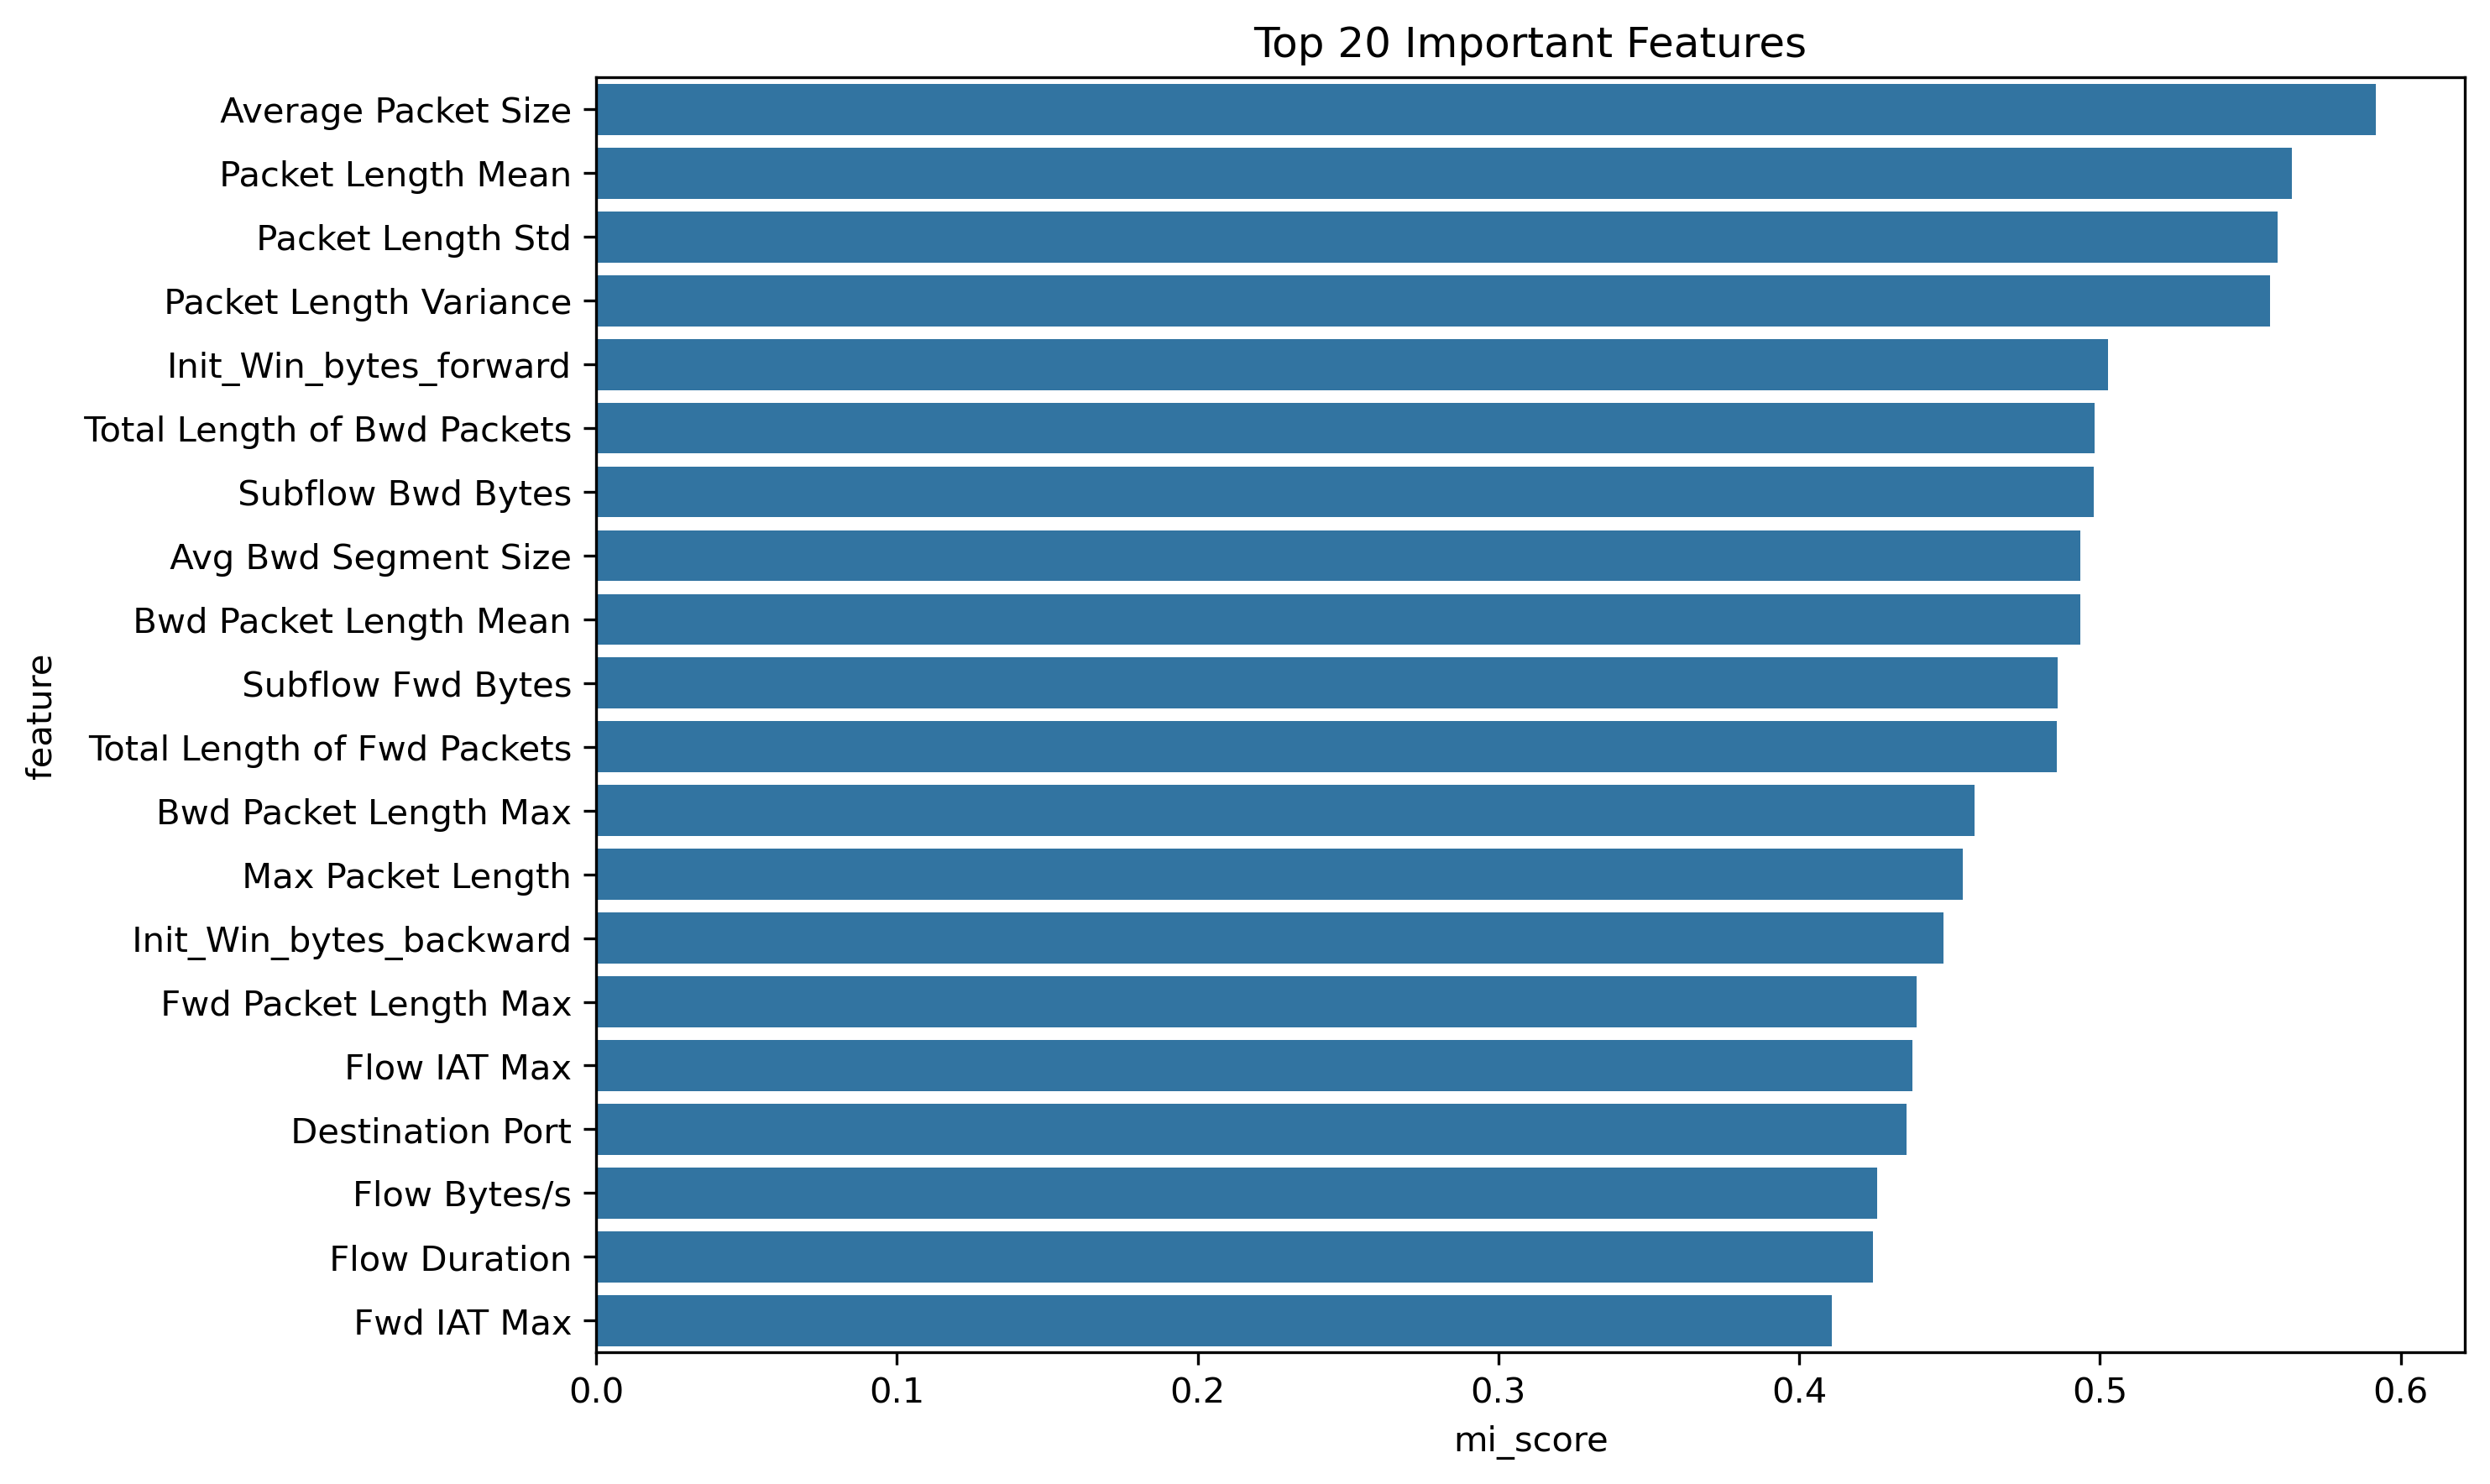 Top 20 Important Features
feature
Average Packet Size
Packet Length Mean
Packet Length Std
Packet Length Variance
Init_Win_bytes_forward
Total Length of Bwd Packets
Subflow Bwd Bytes
Avg Bwd Segment Size
Bwd Packet Length Mean
Subflow Fwd Bytes
Total Length of Fwd Packets
Bwd Packet Length Max
Max Packet Length
Init_Win_bytes_backward
Fwd Packet Length Max
Flow IAT Max
Destination Port
Flow Bytes/s
Flow Duration
Fwd IAT Max
0.0 0.1 0.2 0.3 0.4 0.5 0.6
mi_score